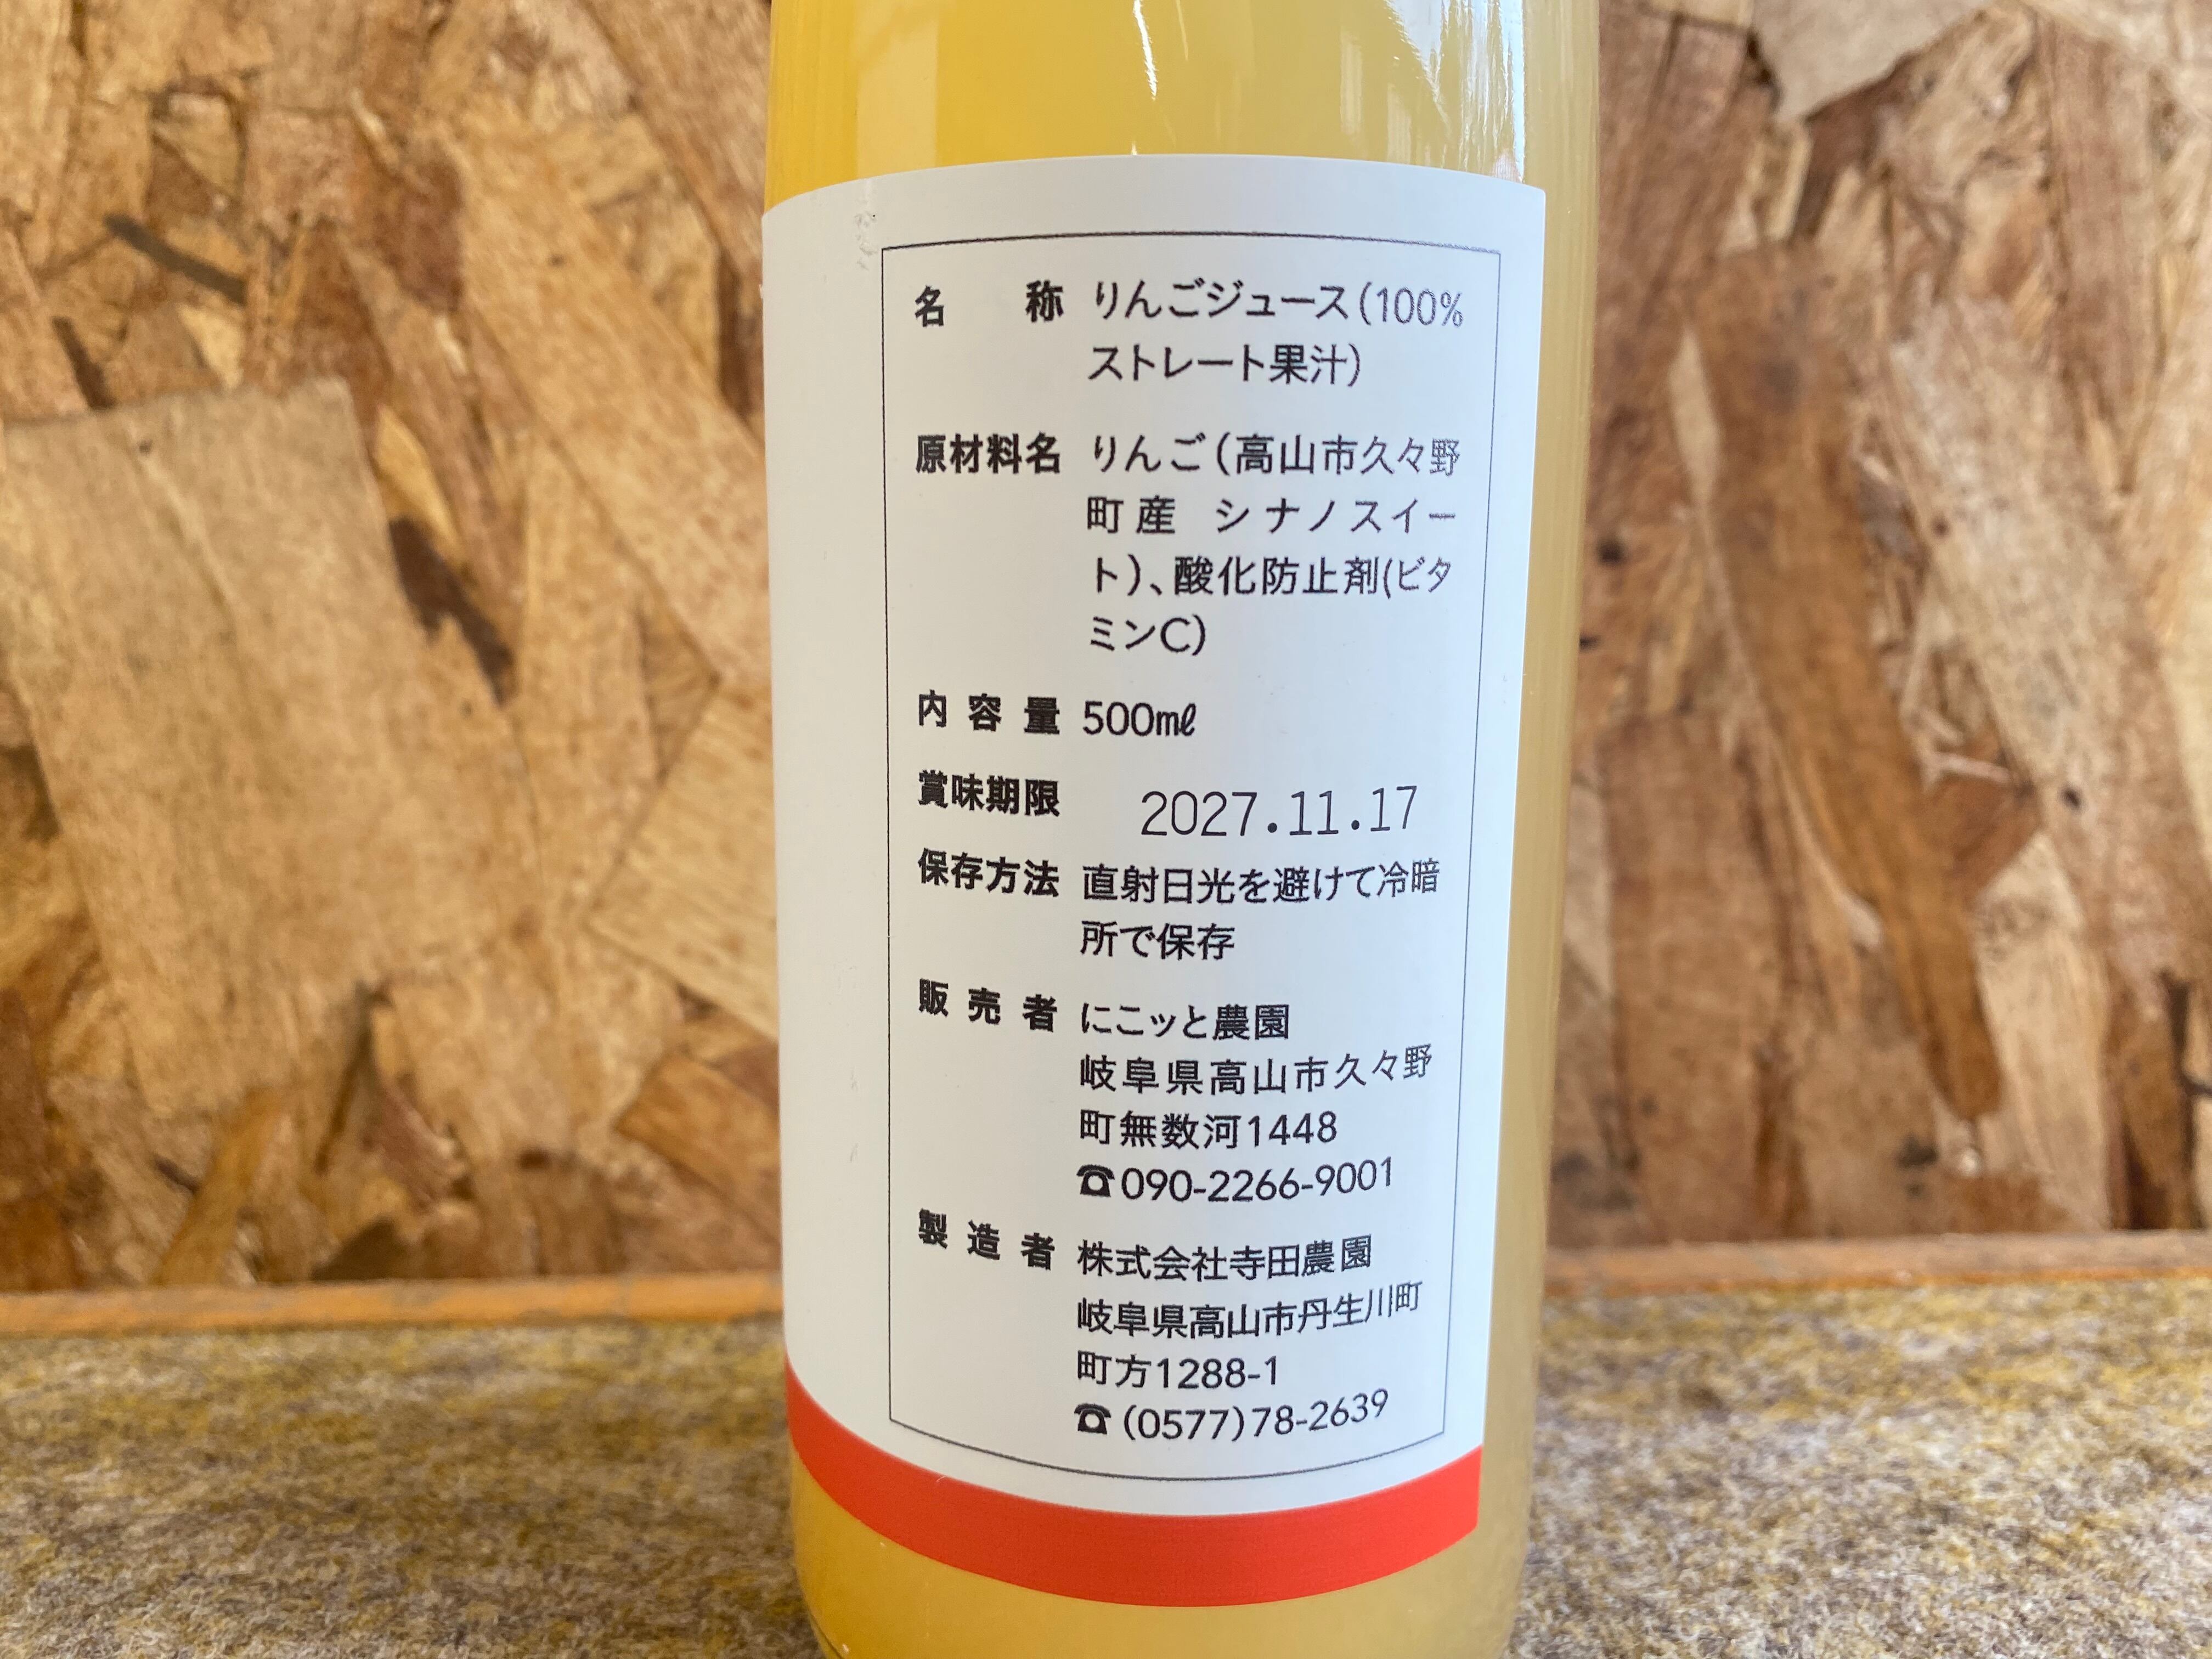 名称 りんごジュース(100%
ストレート果汁)
原材料名 りんご(高山市久々野
町産 シナノスイー
ト)、酸化防止剤(ビタ
ミンC)
内容量 500mℓ
賞味期限 2027.11.17
保存方法 直射日光を避けて冷暗
所で保存
販売者 にこッと農園
岐阜県高山市久々野
町無数河1448
☎090-2266-9001
製造者 株式会社寺田農園
岐阜県高山市丹生川町
町方1288-1
☎(0577)78-2639